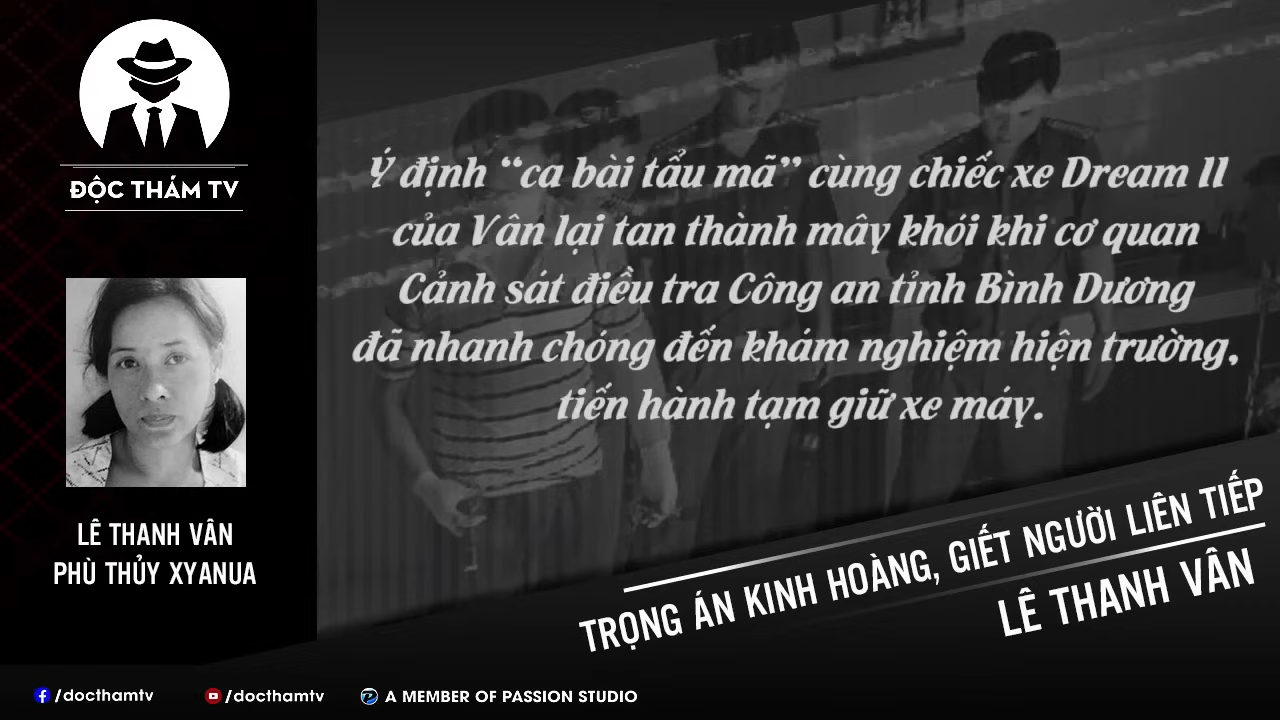 ĐỘC THÁM TV
LÊ THANH VÂN
PHÙ THỦY XYANUA
Ý định “ca bài tẩu mã” cùng chiếc xe Dream II
của Vân lại tan thành mây khói khi cơ quan
Cảnh sát điều tra Công an tỉnh Bình Dương
đã nhanh chóng đến khám nghiệm hiện trường,
tiến hành tạm giữ xe máy.
TRỌNG ÁN KINH HOÀNG, GIẾT NGƯỜI LIÊN TIẾP
LÊ THANH VÂN
/docthamtv
/docthamtv
A MEMBER OF PASSION STUDIO